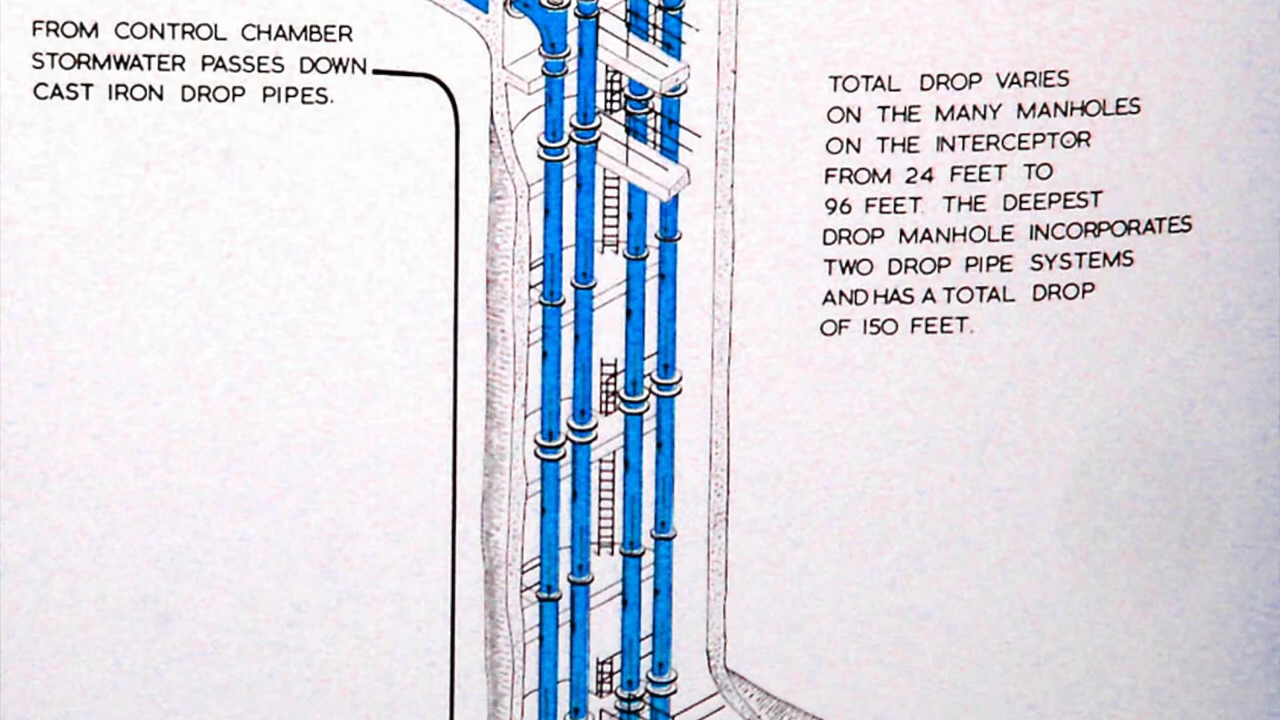 FROM CONTROL CHAMBER
STORMWATER PASSES DOWN
CAST IRON DROP PIPES.
TOTAL DROP VARIES
ON THE MANY MANHOLES
ON THE INTERCEPTOR
FROM 24 FEET TO
96 FEET. THE DEEPEST
DROP MANHOLE INCORPORATES
TWO DROP PIPE SYSTEMS
AND HAS A TOTAL DROP
OF 150 FEET.